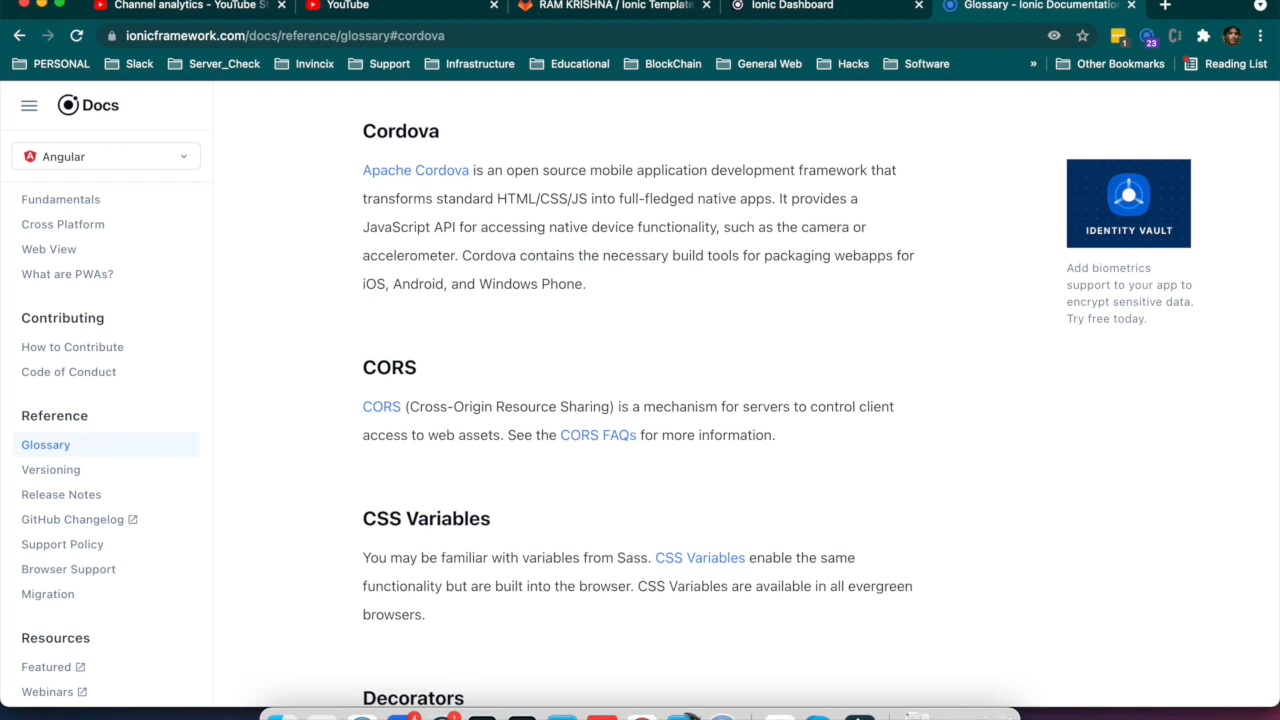 Channel analytics - YouTube St
YouTube
RAM KRISHNA / Ionic Template
Ionic Dashboard
Glossary - Ionic Documentation
ionicframework.com/docs/reference/glossary#cordova
1
23
PERSONAL
Slack
Server_Check
Invincix
Support
Infrastructure
Educational
BlockChain
General Web
Hacks
Software
»
Other Bookmarks
Reading List
Docs
Angular
Fundamentals
Cross Platform
Web View
What are PWAs?
Contributing
How to Contribute
Code of Conduct
Reference
Glossary
Versioning
Release Notes
GitHub Changelog
Support Policy
Browser Support
Migration
Resources
Featured
Webinars
Cordova
Apache Cordova is an open source mobile application development framework that
transforms standard HTML/CSS/JS into full-fledged native apps. It provides a
JavaScript API for accessing native device functionality, such as the camera or
accelerometer. Cordova contains the necessary build tools for packaging webapps for
iOS, Android, and Windows Phone.
CORS
CORS (Cross-Origin Resource Sharing) is a mechanism for servers to control client
access to web assets. See the CORS FAQs for more information.
CSS Variables
You may be familiar with variables from Sass. CSS Variables enable the same
functionality but are built into the browser. CSS Variables are available in all evergreen
browsers.
Decorators
IDENTITY VAULT
Add biometrics
support to your app to
encrypt sensitive data.
Try free today.
4
1